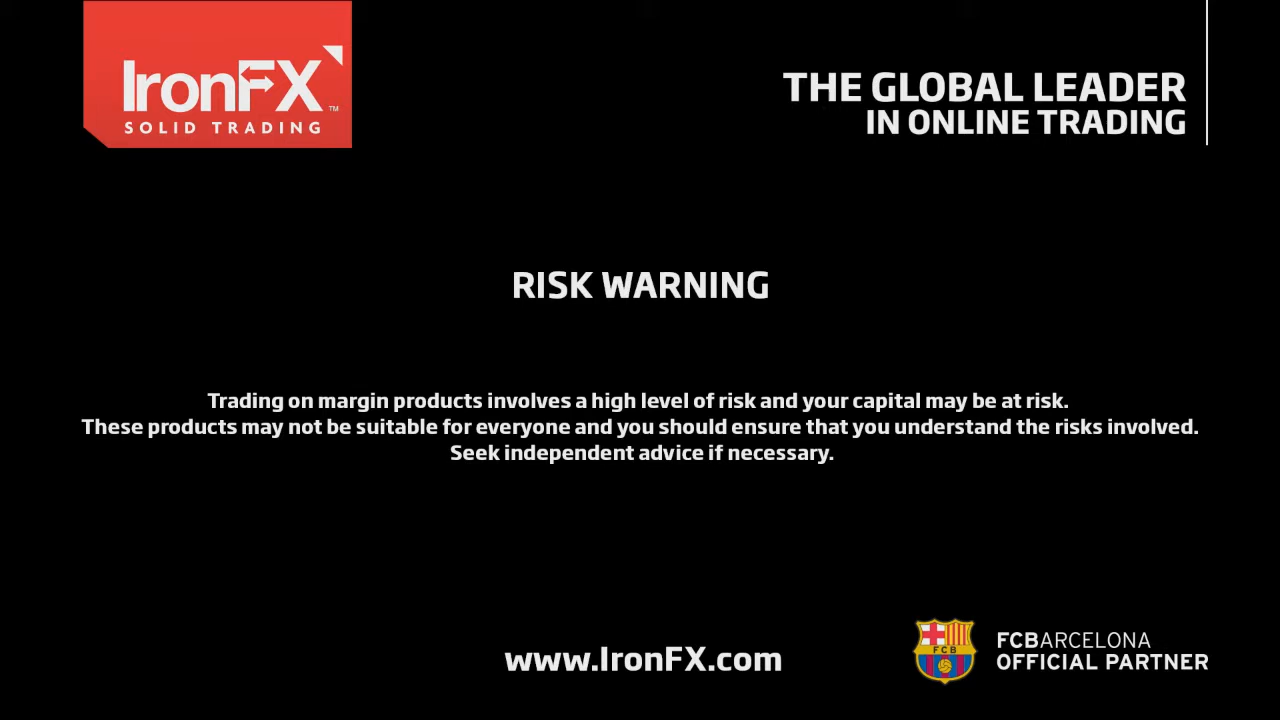 IronFX™
SOLID TRADING
THE GLOBAL LEADER
IN ONLINE TRADING
RISK WARNING
Trading on margin products involves a high level of risk and your capital may be at risk.
These products may not be suitable for everyone and you should ensure that you understand the risks involved.
Seek independent advice if necessary.
www.IronFX.com
FCB
FCBARCELONA
OFFICIAL PARTNER